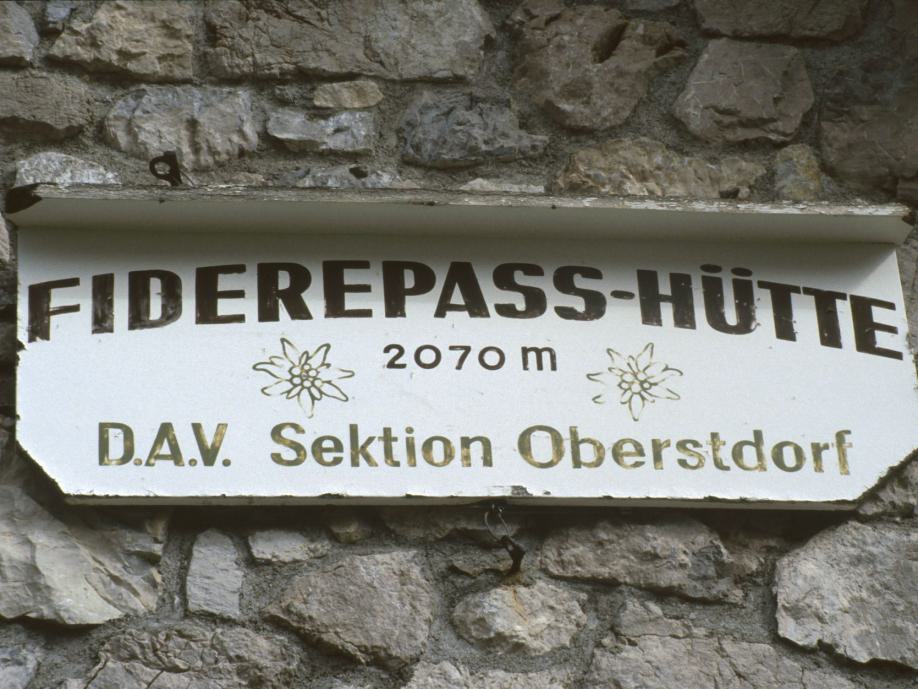 FIDEREPASS-HÜTTE
2070 m
D.A.V. Sektion Oberstdorf